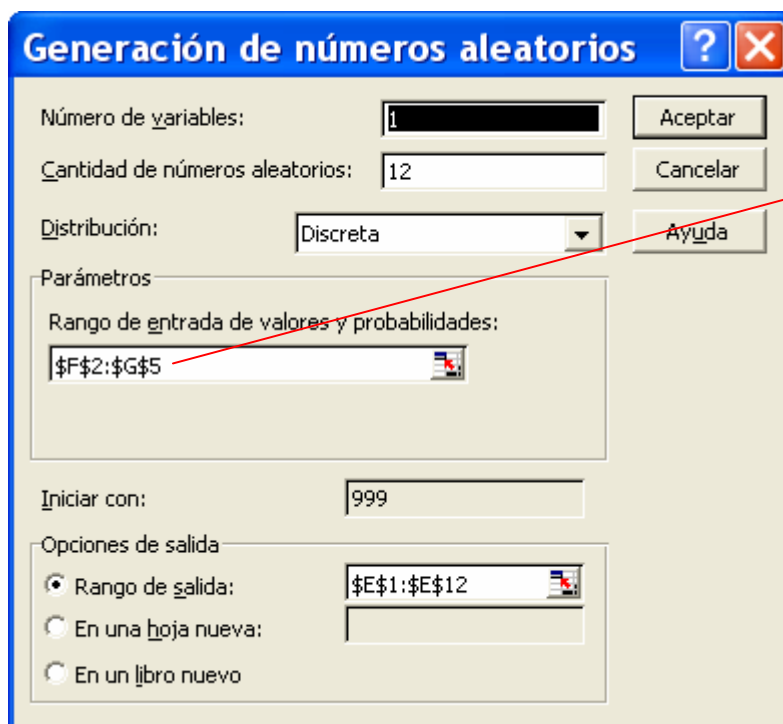 Generación de números aleatorios
Número de variables: 1 Aceptar
Cantidad de números aleatorios: 12 Cancelar
Distribución: Discreta Ayuda
Parámetros
Rango de entrada de valores y probabilidades:
$F$2:$G$5
Iniciar con: 999
Opciones de salida
Rango de salida: $E$1:$E$12
En una hoja nueva:
En un libro nuevo